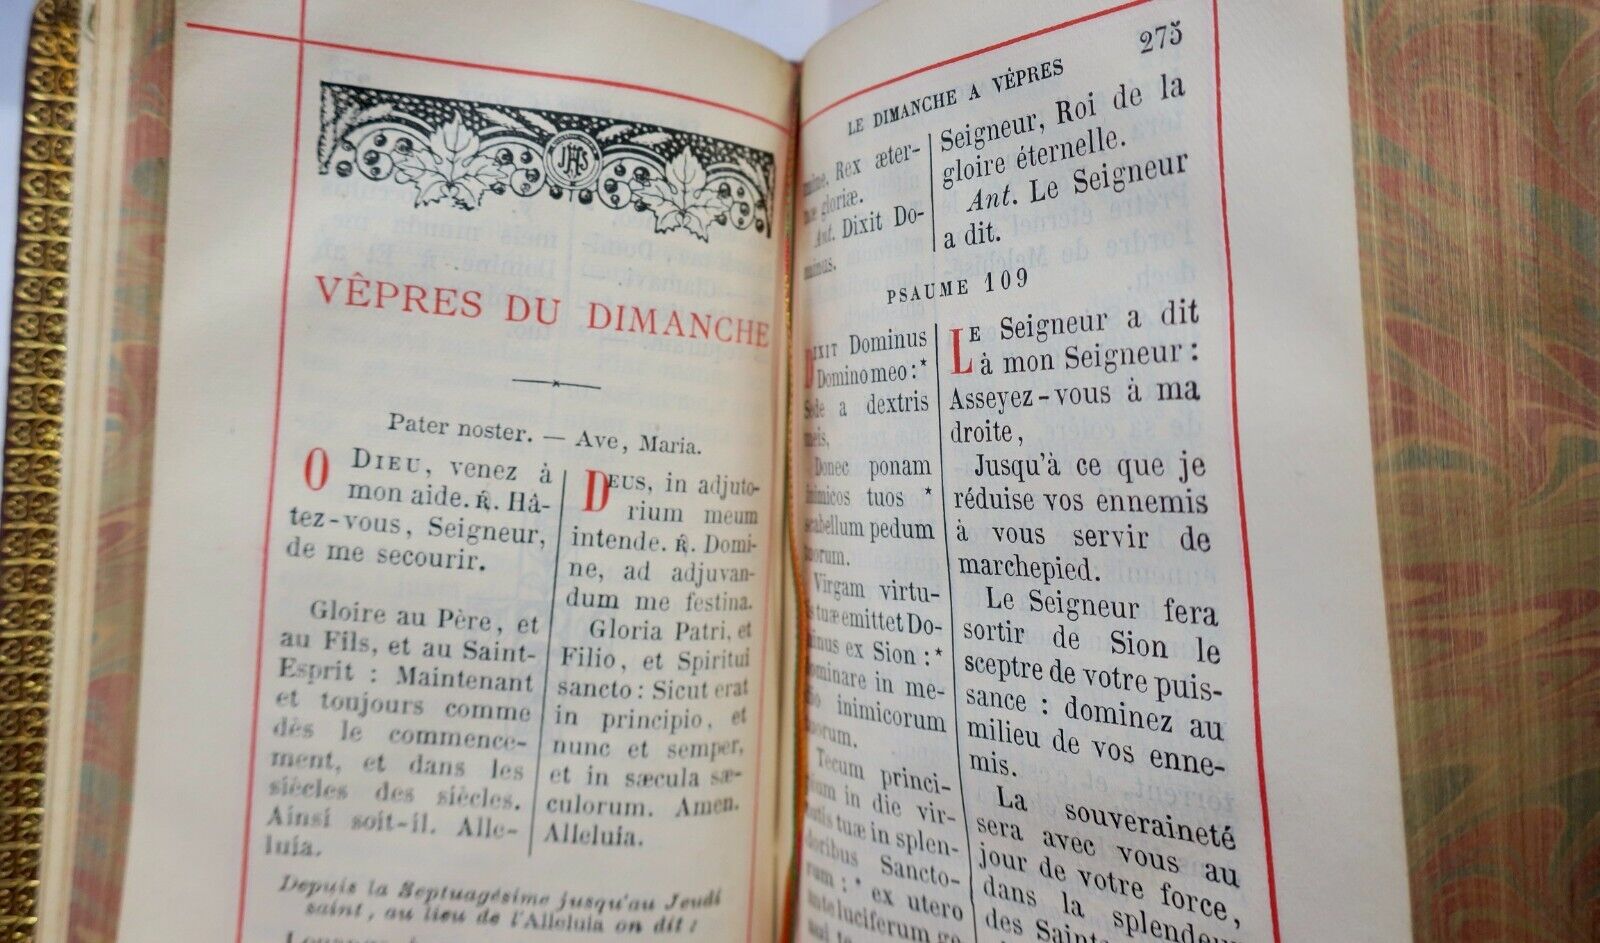 JHS
VÊPRES DU DIMANCHE
Pater noster. — Ave, Maria.
O DIEU, venez à
mon aide. ℟. Hâ-
tez-vous, Seigneur,
de me secourir.
Gloire au Père, et
au Fils, et au Saint-
Esprit : Maintenant
et toujours comme
dès le commence-
ment, et dans les
siècles des siècles.
Ainsi soit-il. Alle-
luia.
DEUS, in adjuto-
rium meum
intende. ℟. Domi-
ne, ad adjuvan-
dum me festina.
Gloria Patri, et
Filio, et Spiritui
sancto : Sicut erat
in principio, et
nunc et semper,
et in sæcula sæ-
culorum. Amen.
Alleluia.
Depuis la Septuagésime jusqu'au Jeudi
saint, au lieu de l'Alleluia on dit :
LE DIMANCHE A VÊPRES
275
Rex æter-
gloriæ.
Ant. Dixit Do-
minus.
Seigneur, Roi de la
gloire éternelle.
Ant. Le Seigneur
a dit.
PSAUME 109
DIXIT Dominus
Domino meo : *
Sede a dextris
meis,
Donec ponam
inimicos tuos *
scabellum pedum
tuorum.
Virgam virtu-
tis tuæ emittet Do-
minus ex Sion : *
dominare in me-
dio inimicorum
tuorum.
Tecum princi-
pium in die vir-
tutis tuæ in splen-
doribus Sancto-
rum : * ex utero
ante luciferum ge-
LE Seigneur a dit
à mon Seigneur :
Asseyez-vous à ma
droite,
Jusqu'à ce que je
réduise vos ennemis
à vous servir de
marchepied.
Le Seigneur fera
sortir de Sion le
sceptre de votre puis-
sance : dominez au
milieu de vos enne-
mis.
La souveraineté
sera avec vous au
jour de votre force,
dans la splendeur
des Saints